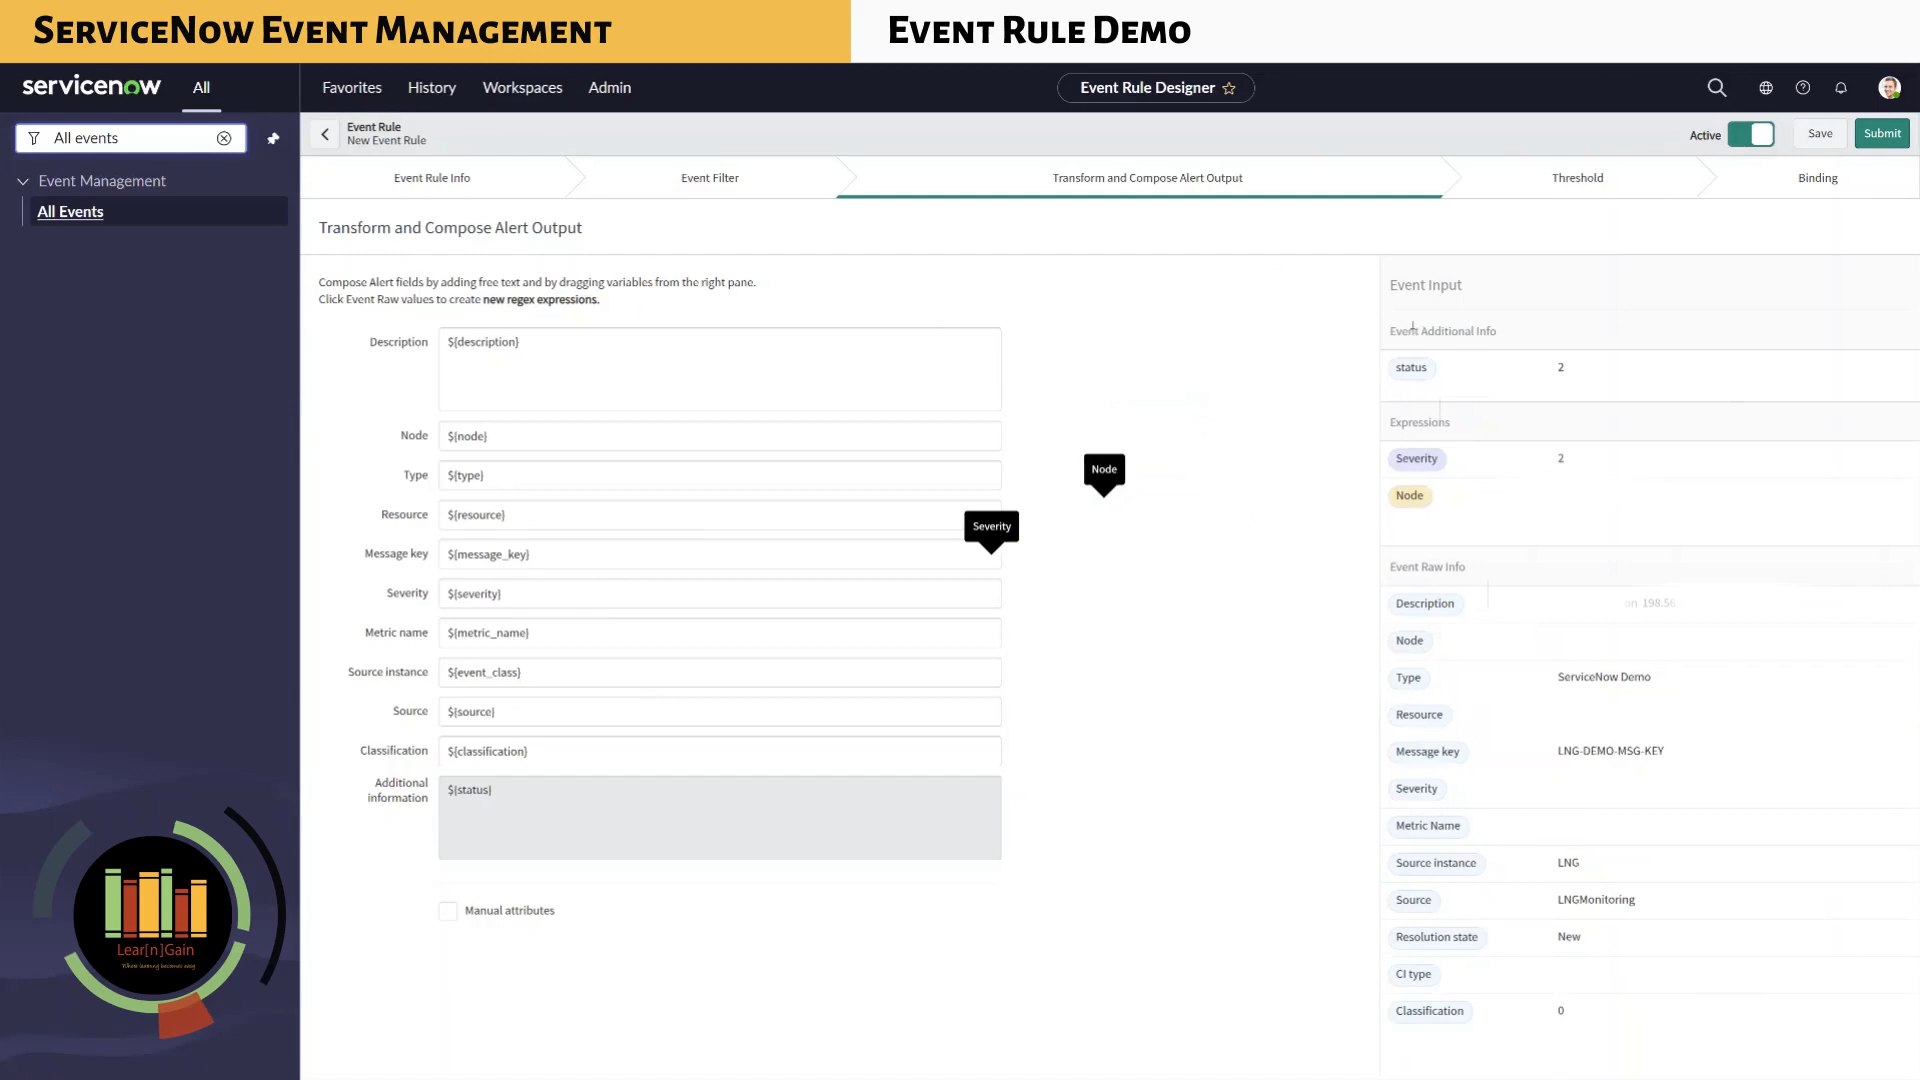 ServiceNow Event Management
Event Rule Demo
servicenow
All
Favorites
History
Workspaces
Admin
Event Rule Designer
All events
Event Management
All Events
Event Rule
New Event Rule
Active
Save
Submit
Event Rule Info
Event Filter
Transform and Compose Alert Output
Threshold
Binding
Transform and Compose Alert Output
Compose Alert fields by adding free text and by dragging variables from the right pane.
Click Event Raw values to create new regex expressions.
Description
${description}
Node
${node}
Type
${type}
Resource
${resource}
Message key
${message_key}
Severity
${severity}
Metric name
${metric_name}
Source instance
${event_class}
Source
${source}
Classification
${classification}
Additional
information
${status}
Manual attributes
Node
Severity
Event Input
Event Additional Info
status 2
Expressions
Severity 2
Node
Event Raw Info
Description on 198.56.
Node
Type ServiceNow Demo
Resource
Message key LNG-DEMO-MSG-KEY
Severity
Metric Name
Source instance LNG
Source LNGMonitoring
Resolution state New
CI type
Classification 0
Lear[n]Gain